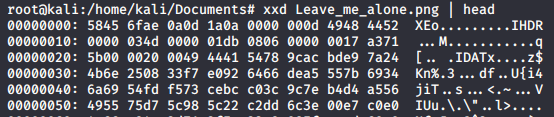 root@kali:/home/kali/Documents# xxd Leave_me_alone.png | head
00000000: 5845 6fae 0a0d 1a0a 0000 000d 4948 4452  XEo.........IHDR
00000010: 0000 034d 0000 01db 0806 0000 0017 a371  ...M...........q
00000020: 5b00 0020 0049 4441 5478 9cac bde9 7a24  [.. .IDATx....z$
00000030: 4b6e 2508 33f7 e092 6466 dea5 557b 6934  Kn%.3...df..U{i4
00000040: 6a69 54fd f573 cebc c03c 9c7e b4d4 a556  jiT..s...<.~...V
00000050: 4955 75d7 5c98 5c22 c2dd 6c3e 00e7 c0e0  IUu.\.\"..l>....